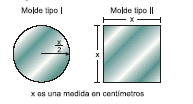 Molde tipo I
Molde tipo II
x
x
2
x
x es una medida en centímetros